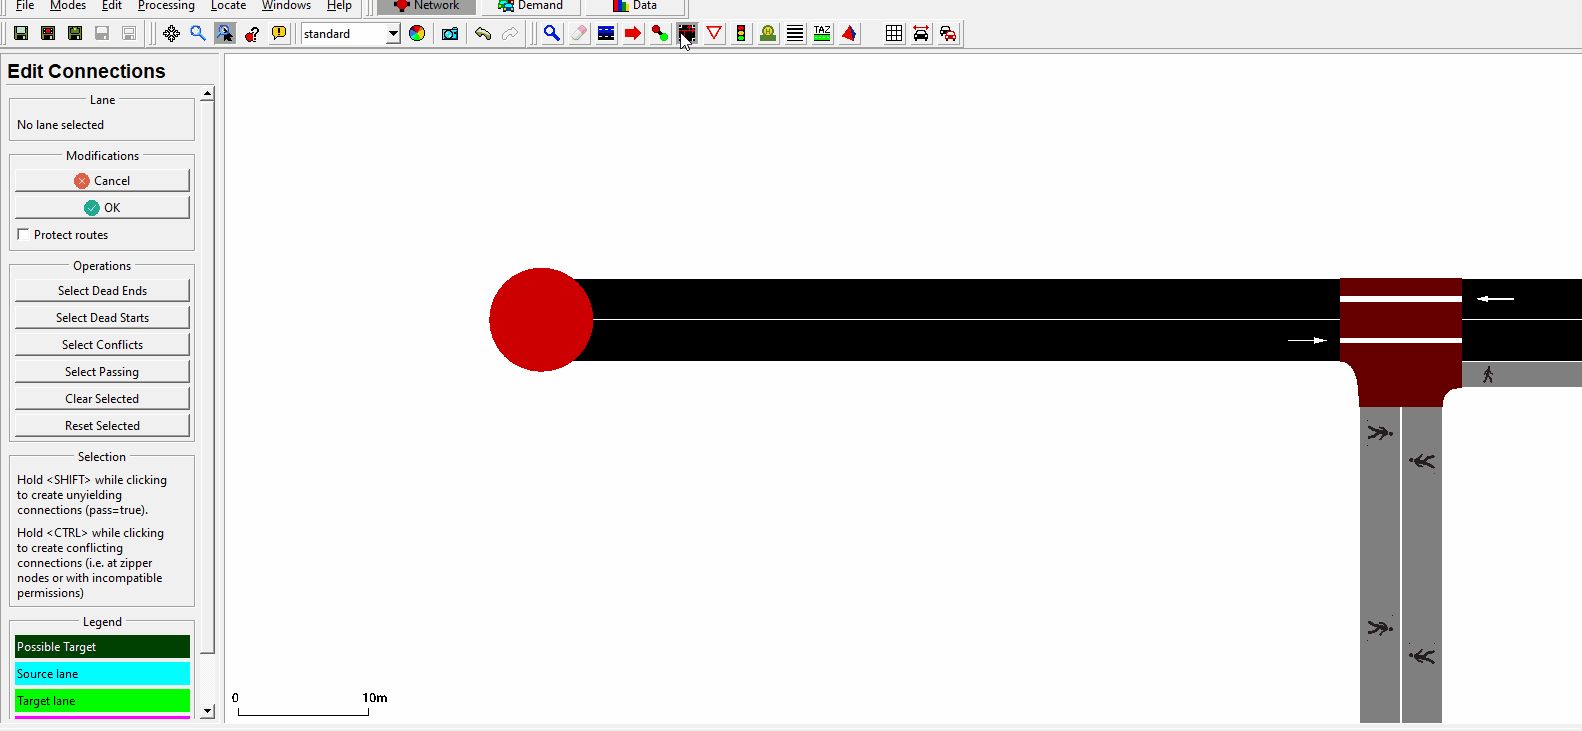 File Modes Edit Processing Locate Windows Help Network Demand Data
standard TAZ
Edit Connections
Lane
No lane selected
Modifications
Cancel
OK
Protect routes
Operations
Select Dead Ends
Select Dead Starts
Select Conflicts
Select Passing
Clear Selected
Reset Selected
Selection
Hold <SHIFT> while clicking
to create unyielding
connections (pass=true).
Hold <CTRL> while clicking
to create conflicting
connections (i.e. at zipper
nodes or with incompatible
permissions)
Legend
Possible Target
Source lane
Target lane
0 10m